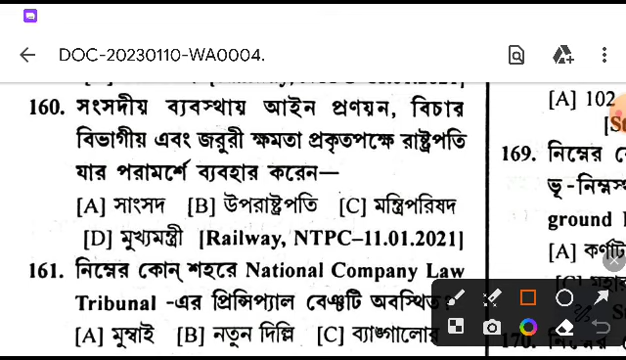 DOC-20230110-WA0004.
160. সংসদীয় ব্যবস্থায় আইন প্রণয়ন, বিচার
বিভাগীয় এবং জরুরী ক্ষমতা প্রকৃতপক্ষে রাষ্ট্রপতি
যার পরামর্শে ব্যবহার করেন—
[A] সাংসদ [B] উপরাষ্ট্রপতি [C] মন্ত্রিপরিষদ
[D] মুখ্যমন্ত্রী [Railway, NTPC–11.01.2021]
161. নিম্নের কোন্ শহরে National Company Law
Tribunal -এর প্রিন্সিপ্যাল বেঞ্চটি অবস্থিত
[A] মুম্বাই [B] নতুন দিল্লি [C] ব্যাঙ্গালোর
[A] 102
169. নিম্নের
ভূ-নিম্নস্থ
ground
[A]
170.